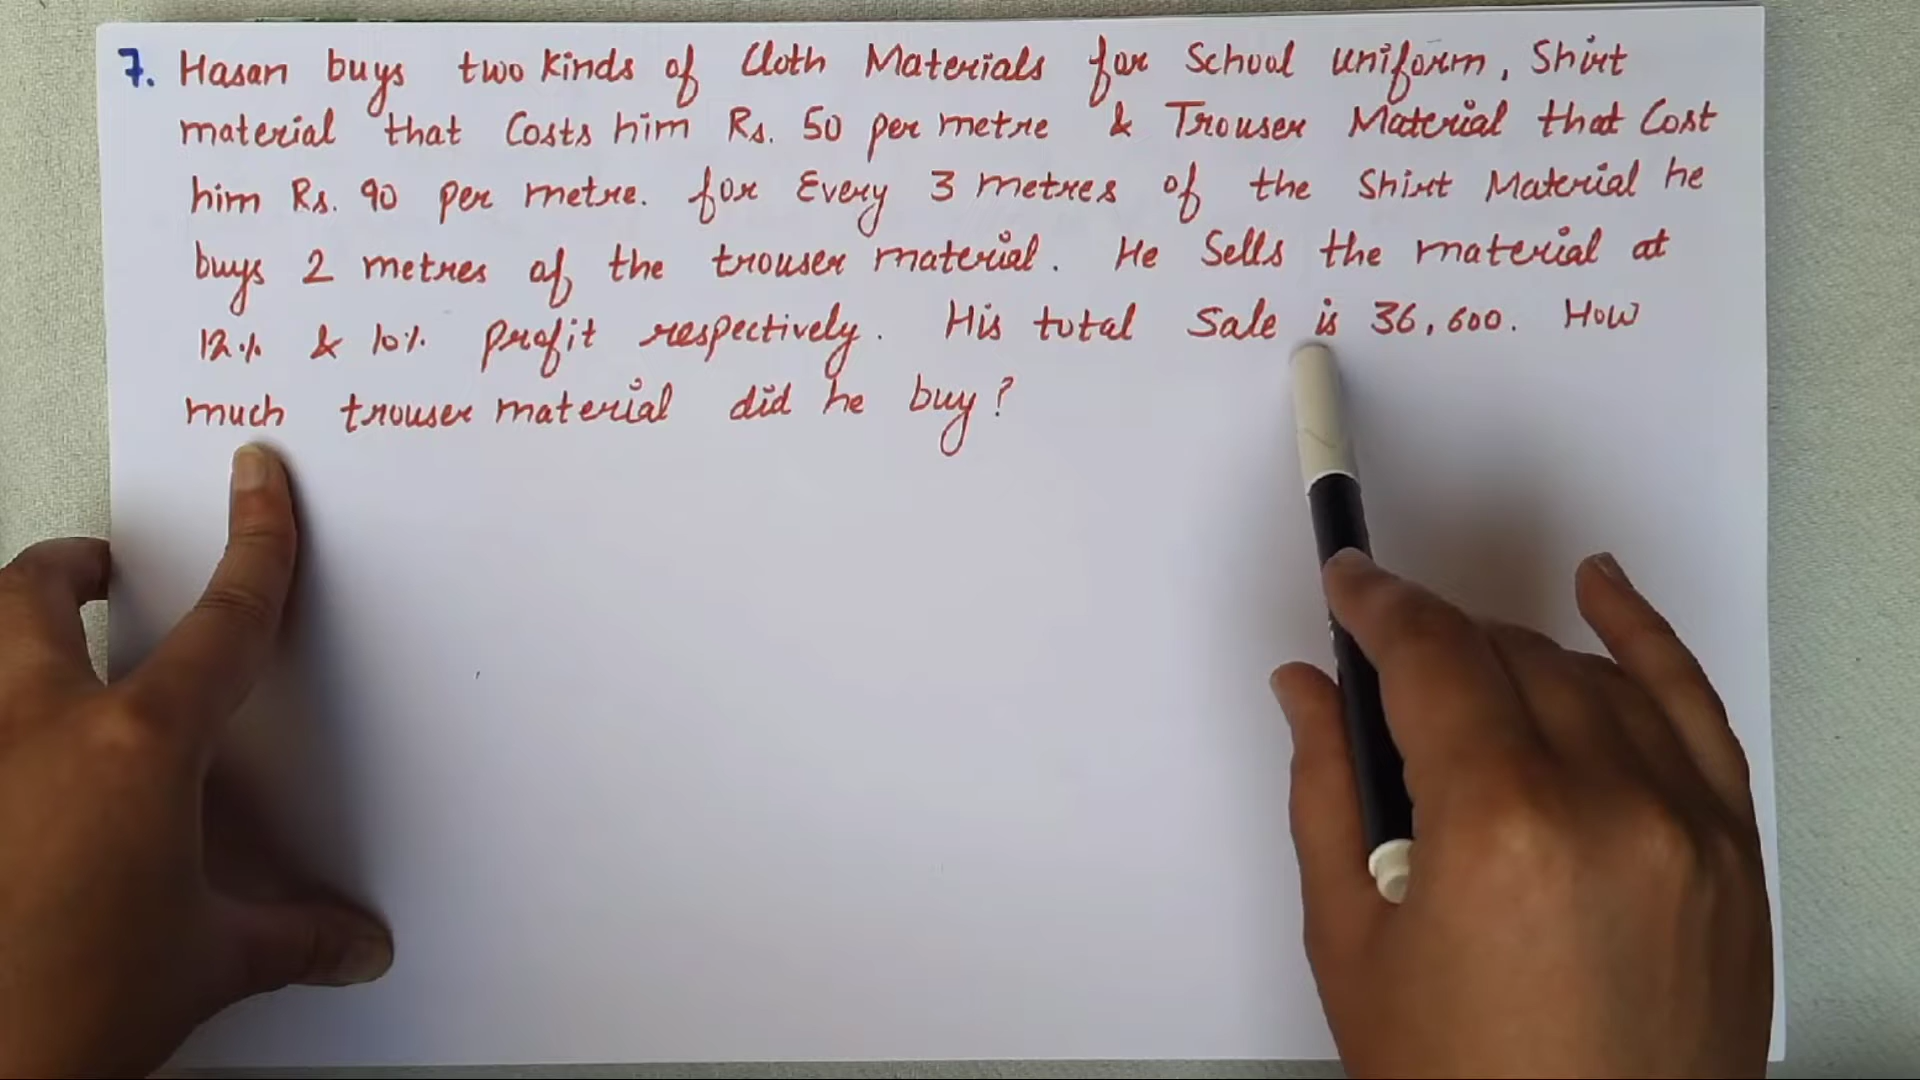 7. Hasan buys two kinds of Cloth Materials for School uniform, Shirt
material that Costs him Rs. 50 per metre & Trouser Material that Cost
him Rs. 90 per metre. for Every 3 metres of the Shirt Material he
buys 2 metres of the trouser material. He Sells the material at
12% & 10% profit respectively. His total Sale is 36,600. How
much trouser material did he buy?